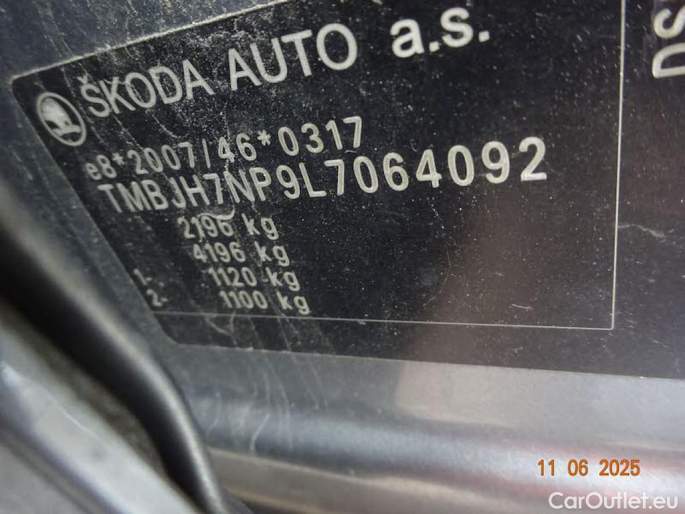 ŠKODA AUTO a.s.
e8*2007/46*0317
TMBJH7NP9L7064092
2196 kg
4196 kg
1- 1120 kg
2- 1100 kg
DS
11 06 2025
CarOutlet.eu